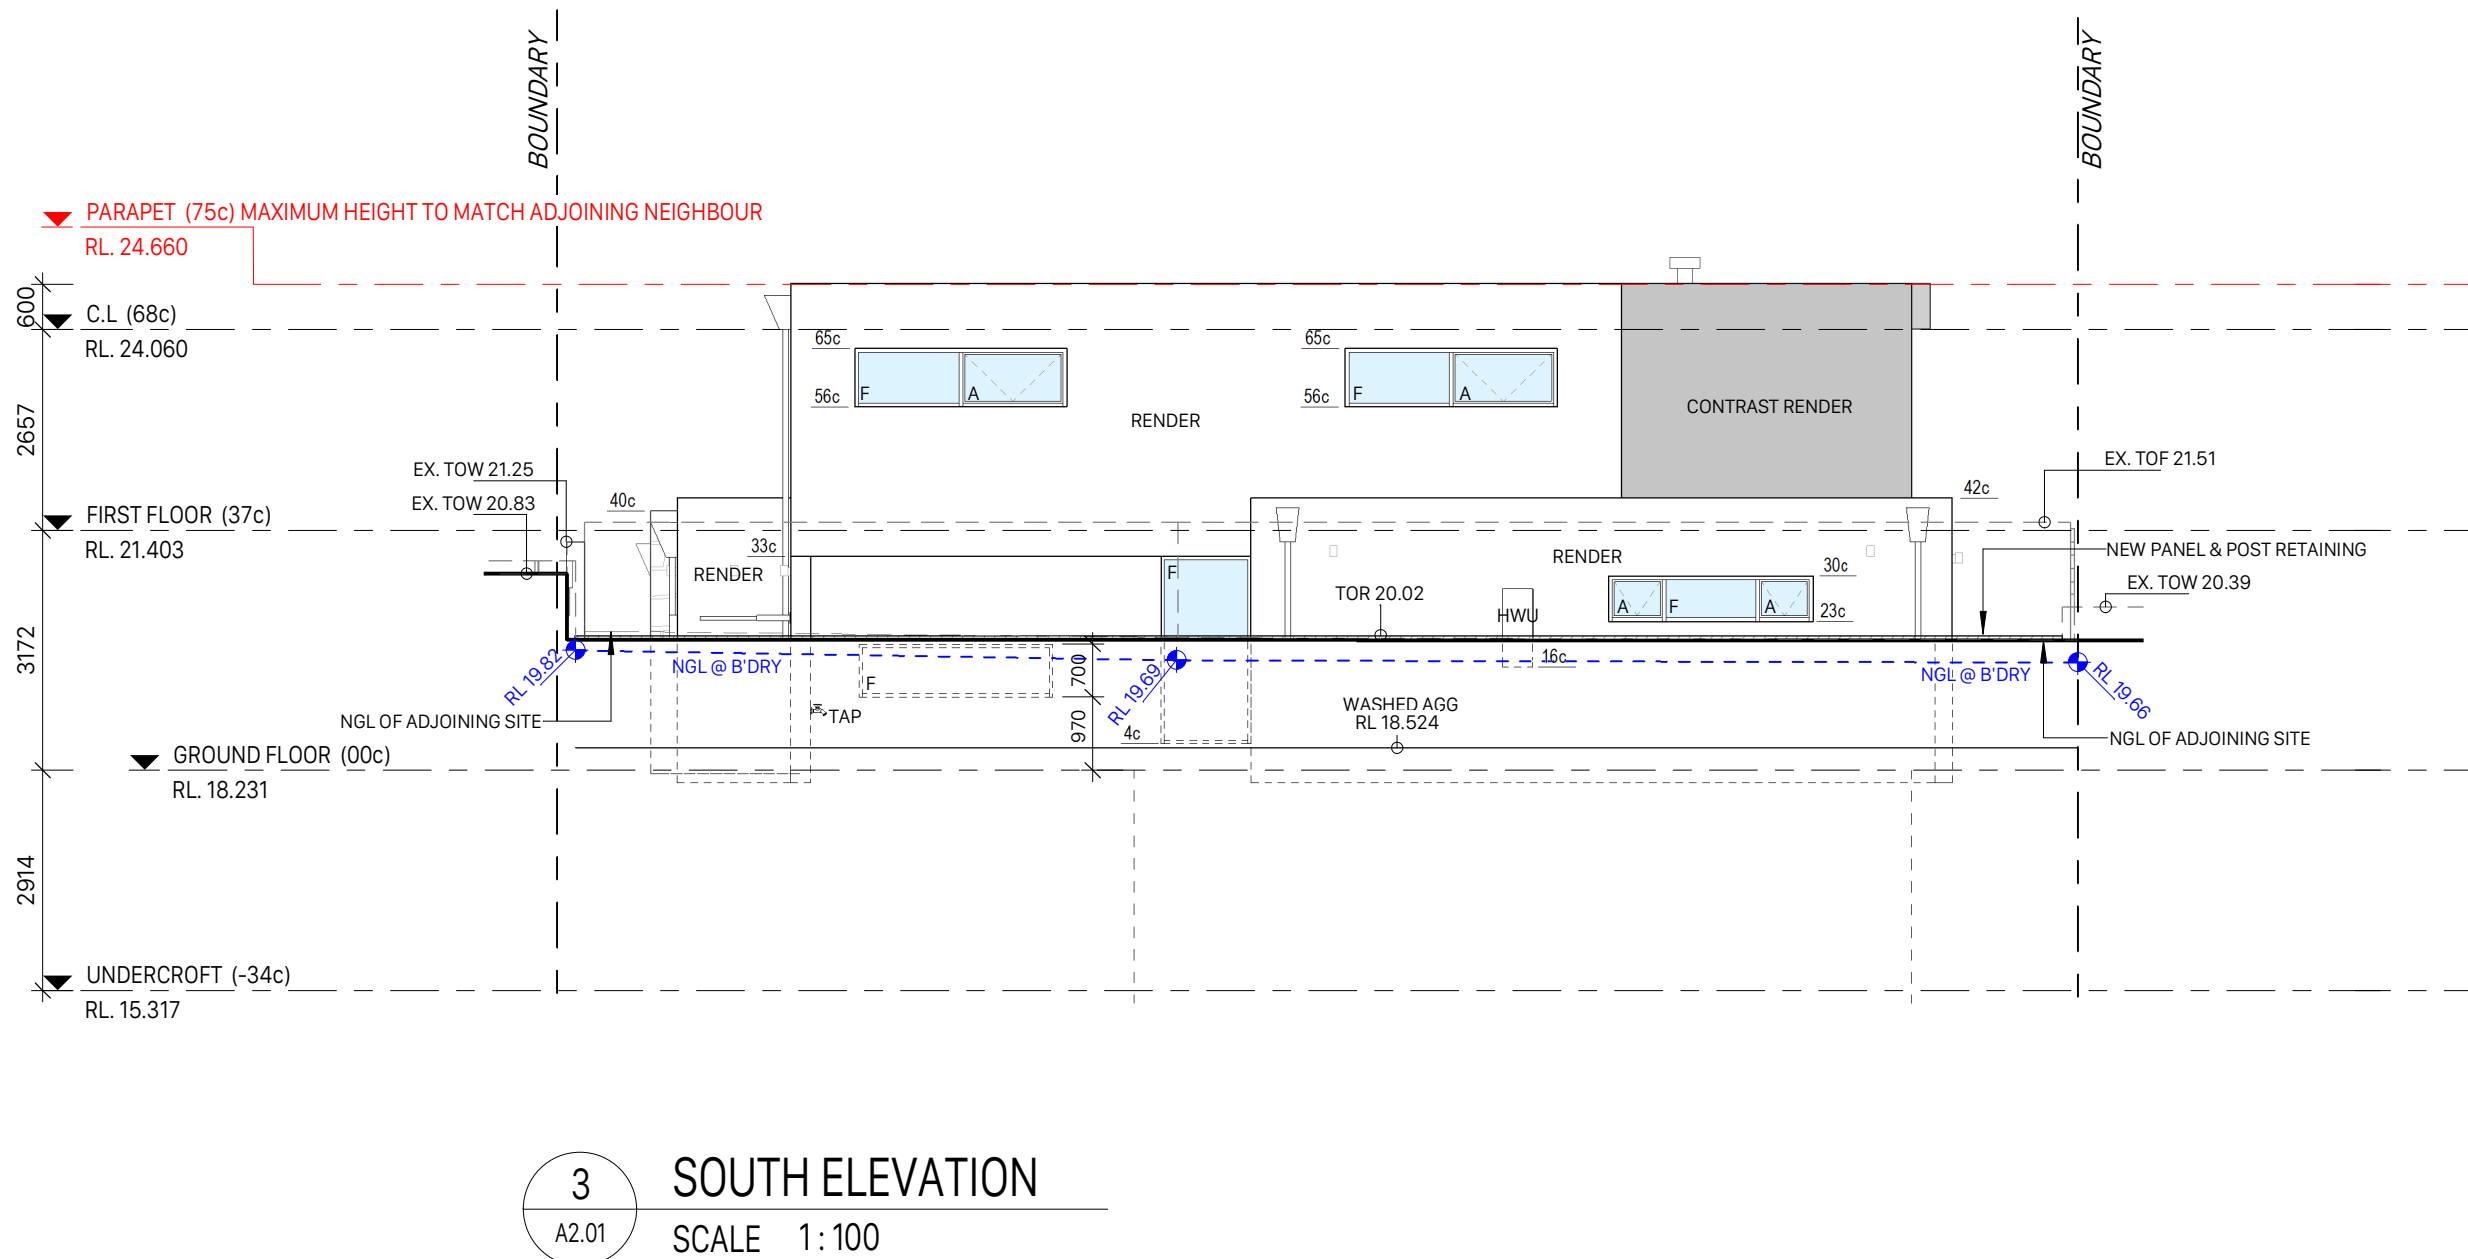 BOUNDARY
BOUNDARY
PARAPET (75c) MAXIMUM HEIGHT TO MATCH ADJOINING NEIGHBOUR
RL. 24.660
600
C.L (68c)
RL. 24.060
65c
65c
F
A
F
A
56c
56c
RENDER
CONTRAST RENDER
2657
EX. TOW 21.25
EX. TOF 21.51
EX. TOW 20.83
40c
42c
FIRST FLOOR (37c)
RL. 21.403
33c
RENDER
F
RENDER
NEW PANEL & POST RETAINING
30c
EX. TOW 20.39
TOR 20.02
HWU
A
F
A
23c
3172
RL 19.82
NGL @ B'DRY
700
RL 19.69
16c
NGL @ B'DRY
RL 19.66
F
NGL OF ADJOINING SITE
TAP
970
4c
WASHED AGG
RL 18.524
NGL OF ADJOINING SITE
GROUND FLOOR (00c)
RL. 18.231
2914
UNDERCROFT (-34c)
RL. 15.317
3
A2.01
SOUTH ELEVATION
SCALE 1 : 100